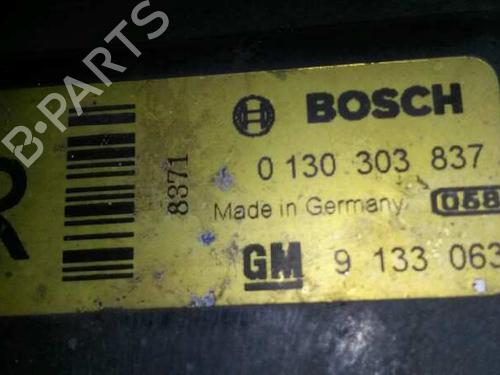 B-PARTS
R
8371
BOSCH
0 130 303 837
Made in Germany 058
GM 9 133 063